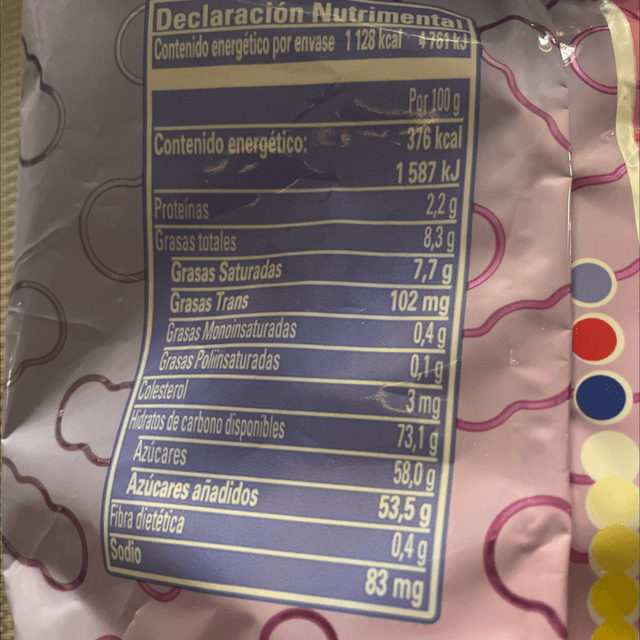 Declaración Nutrimental
Contenido energético por envase 1 128 kcal 4 761 kJ
Por 100 g
Contenido energético: 376 kcal
1 587 kJ
Proteínas 2,2 g
Grasas totales 8,3 g
Grasas Saturadas 7,7 g
Grasas Trans 102 mg
Grasas Monoinsaturadas 0,4 g
Grasas Poliinsaturadas 0,1 g
Colesterol 3 mg
Hidratos de carbono disponibles 73,1 g
Azúcares 58,0 g
Azúcares añadidos 53,5 g
Fibra dietética 0,4 g
Sodio 83 mg